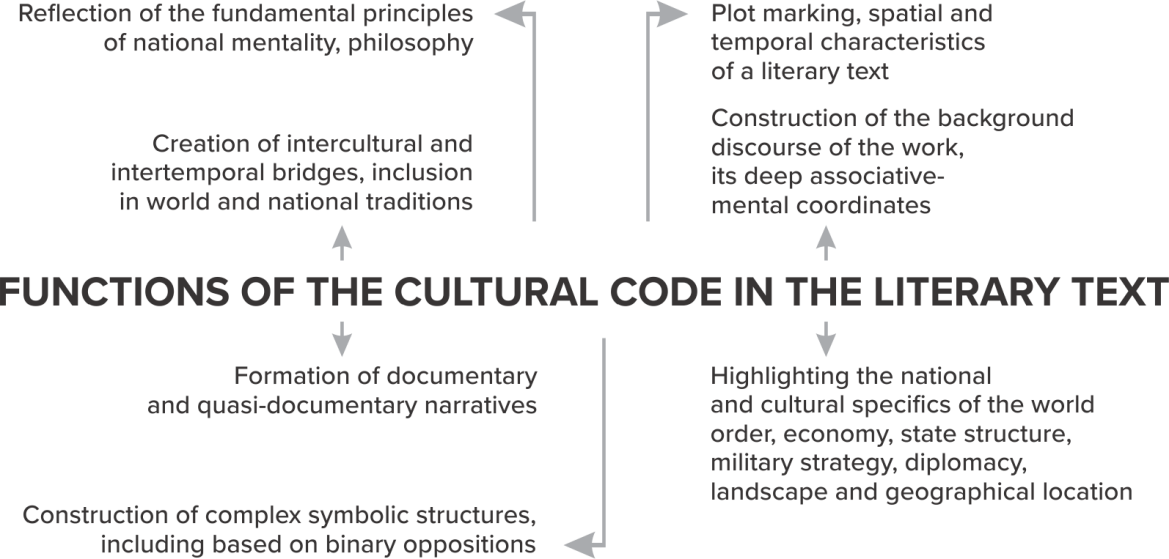 Reflection of the fundamental principles
of national mentality, philosophy
Plot marking, spatial and
temporal characteristics
of a literary text
Creation of intercultural and
intertemporal bridges, inclusion
in world and national traditions
Construction of the background
discourse of the work,
its deep associative-
mental coordinates
FUNCTIONS OF THE CULTURAL CODE IN THE LITERARY TEXT
Formation of documentary
and quasi-documentary narratives
Highlighting the national
and cultural specifics of the world
order, economy, state structure,
military strategy, diplomacy,
landscape and geographical location
Construction of complex symbolic structures,
including based on binary oppositions